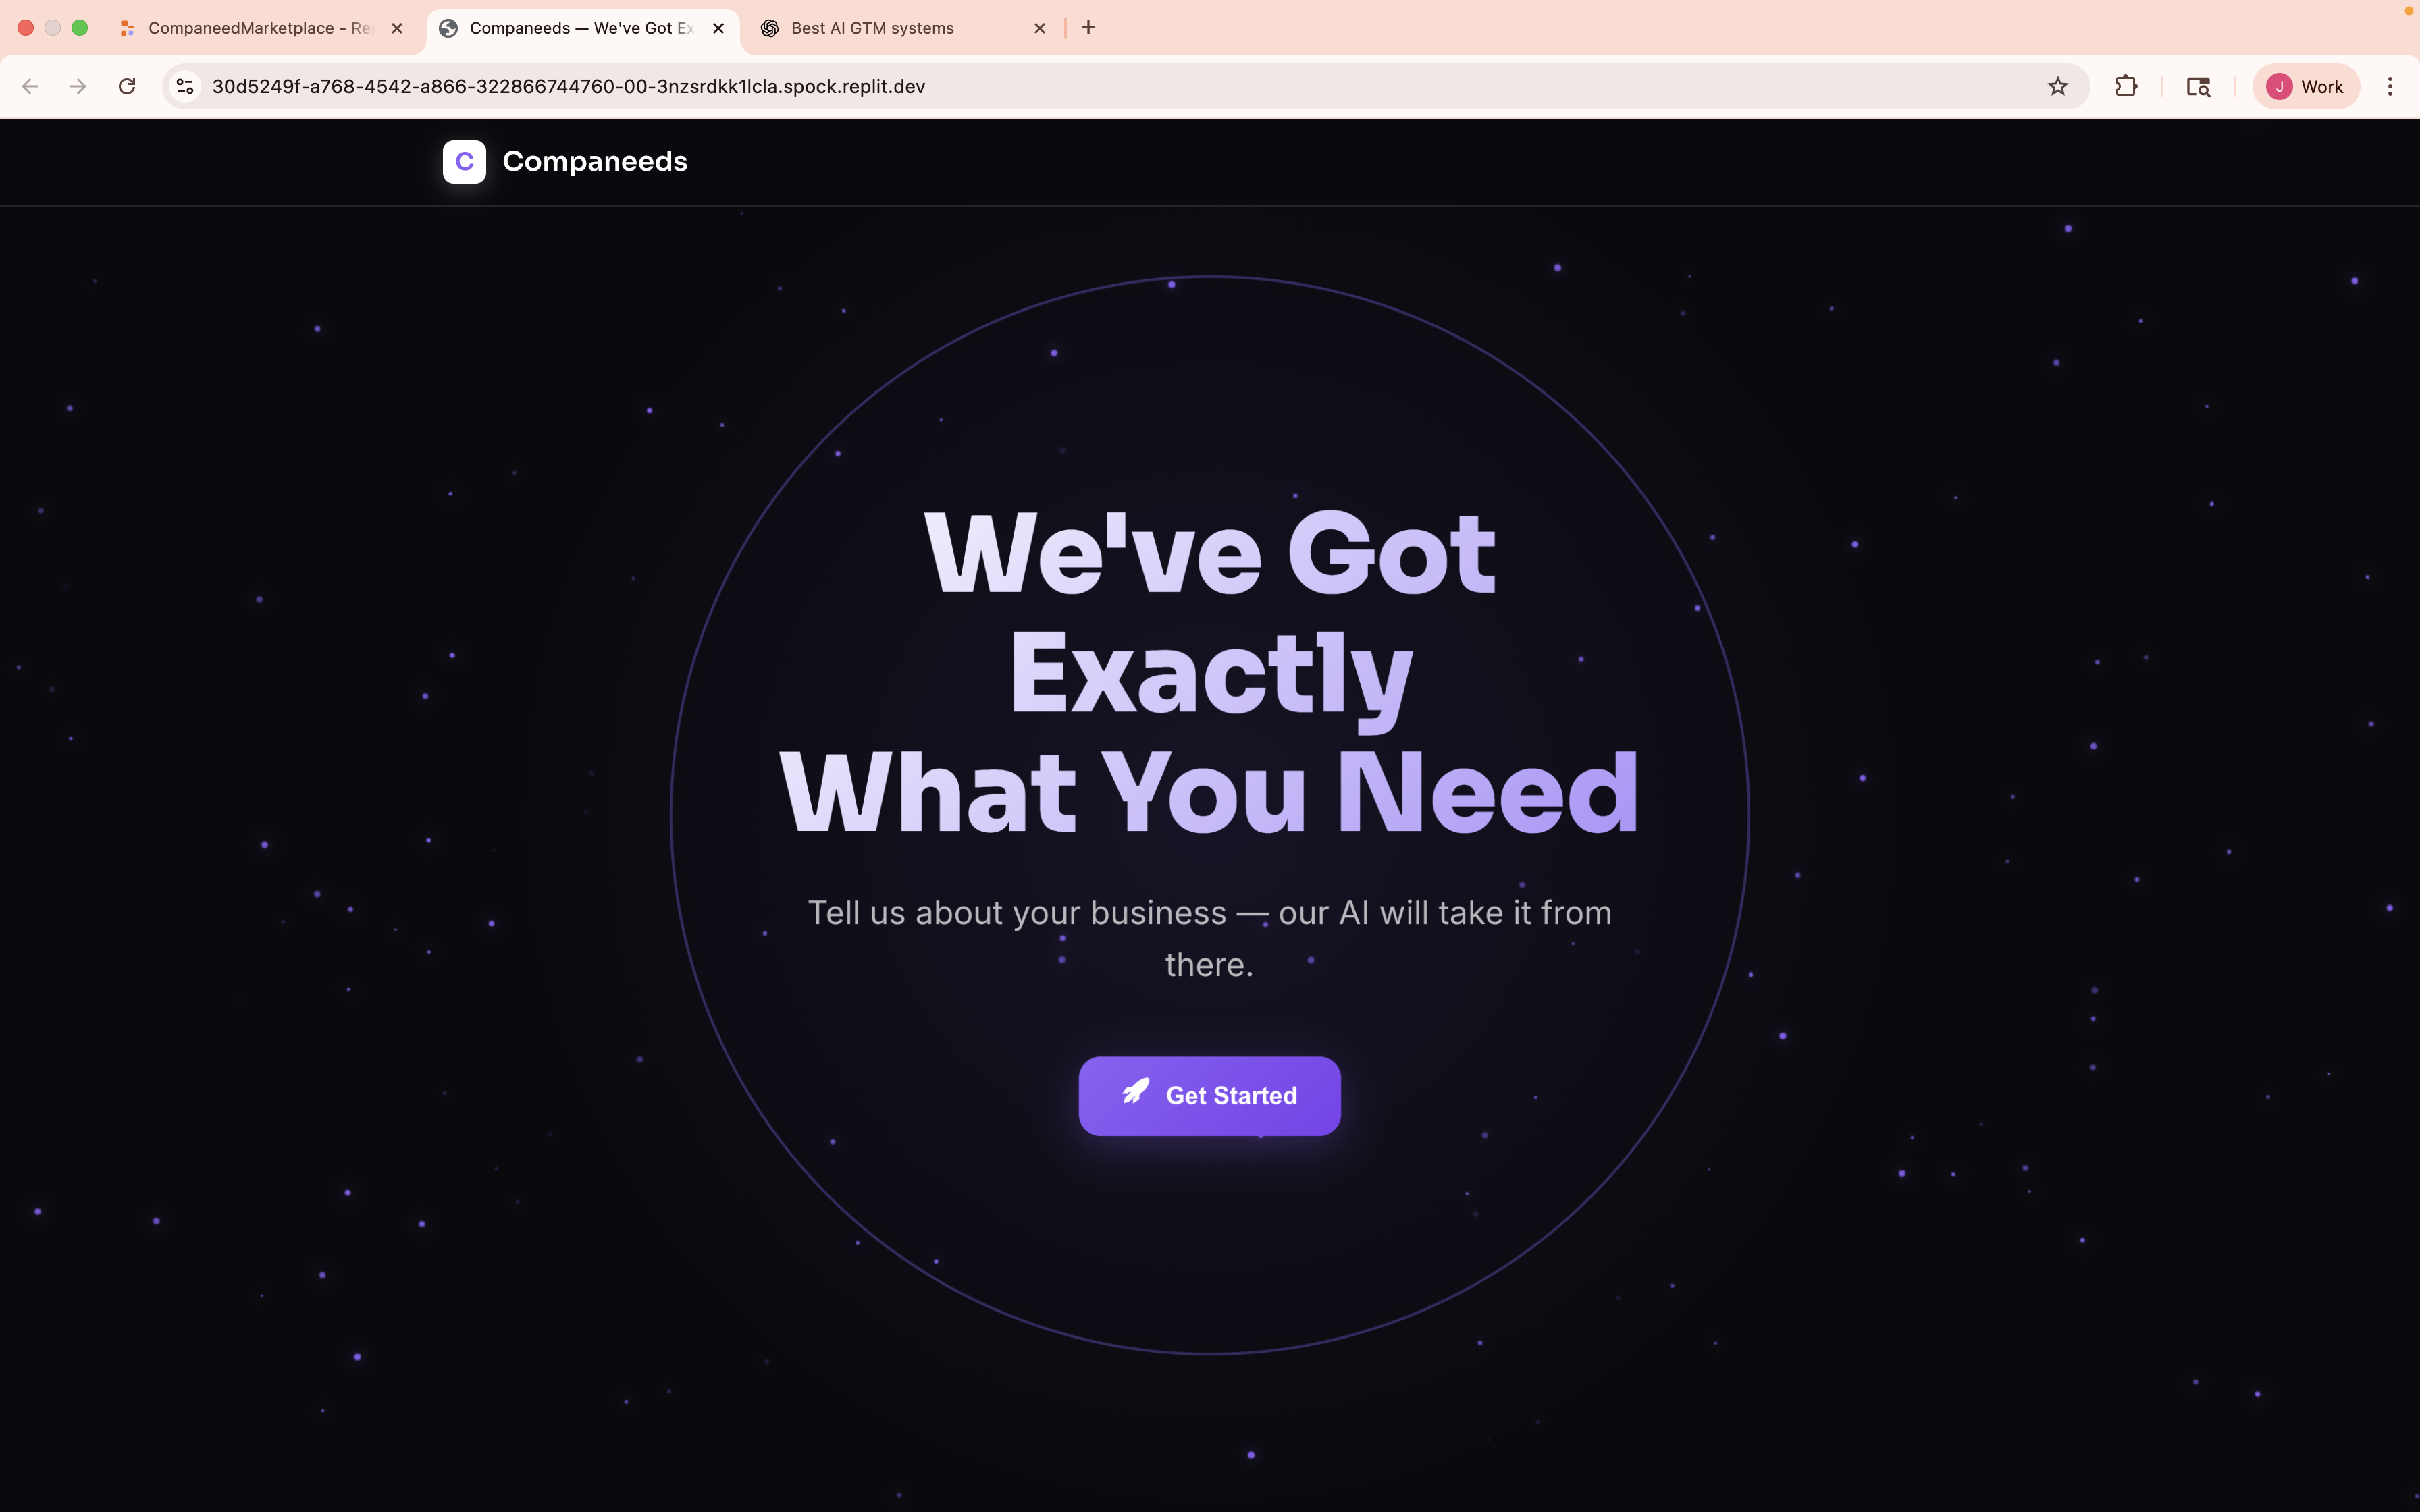 CompaneedMarketplace - Rep
Companeeds — We've Got Ex
Best AI GTM systems
30d5249f-a768-4542-a866-322866744760-00-3nzsrdkk1lcla.spock.replit.dev
J
Work
C
Companeeds
We've Got
Exactly
What You Need
Tell us about your business — our AI will take it from
there.
Get Started